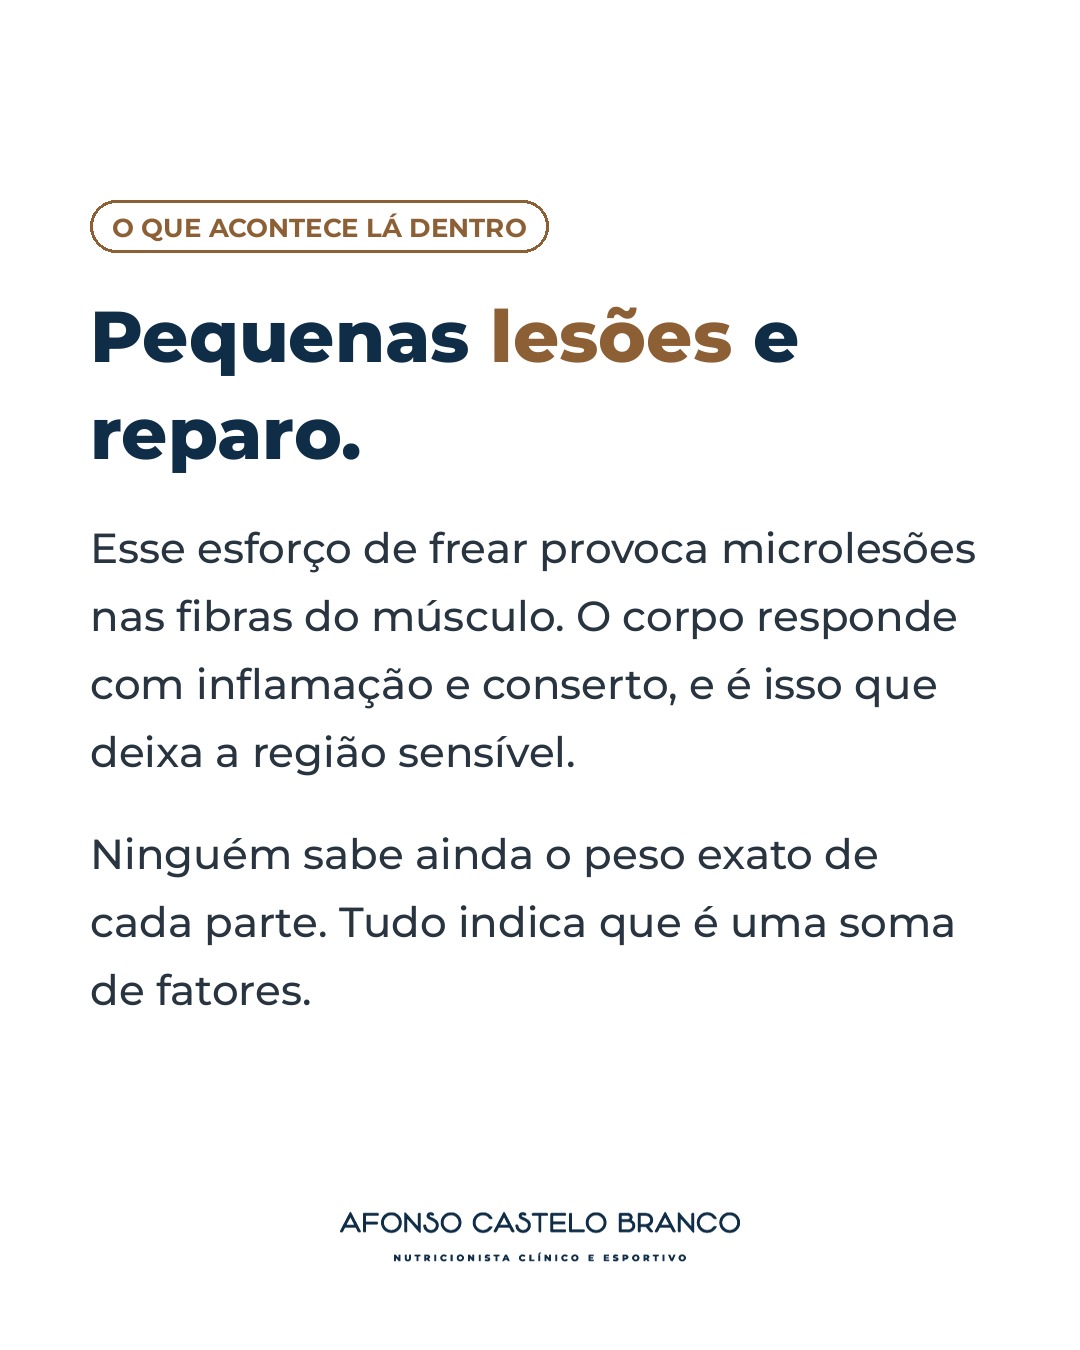 O QUE ACONTECE LÁ DENTRO
Pequenas lesões e
reparo.
Esse esforço de frear provoca microlesões
nas fibras do músculo. O corpo responde
com inflamação e conserto, e é isso que
deixa a região sensível.
Ninguém sabe ainda o peso exato de
cada parte. Tudo indica que é uma soma
de fatores.
AFONSO CASTELO BRANCO
NUTRICIONISTA CLÍNICO E ESPORTIVO